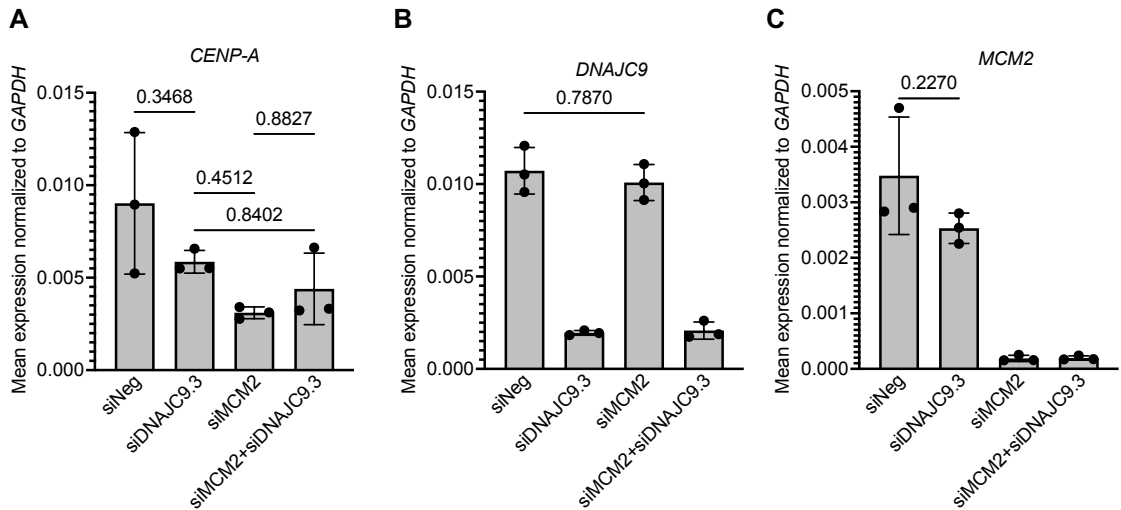 A
CENP-A
Mean expression normalized to GAPDH
0.015
0.010
0.005
0.000
0.3468
0.8827
0.4512
0.8402
siNeg
siDNAJC9.3
siMCM2
siMCM2+siDNAJC9.3
B
DNAJC9
Mean expression normalized to GAPDH
0.015
0.010
0.005
0.000
0.7870
siNeg
siDNAJC9.3
siMCM2
siMCM2+siDNAJC9.3
C
MCM2
Mean expression normalized to GAPDH
0.005
0.004
0.003
0.002
0.001
0.000
0.2270
siNeg
siDNAJC9.3
siMCM2
siMCM2+siDNAJC9.3